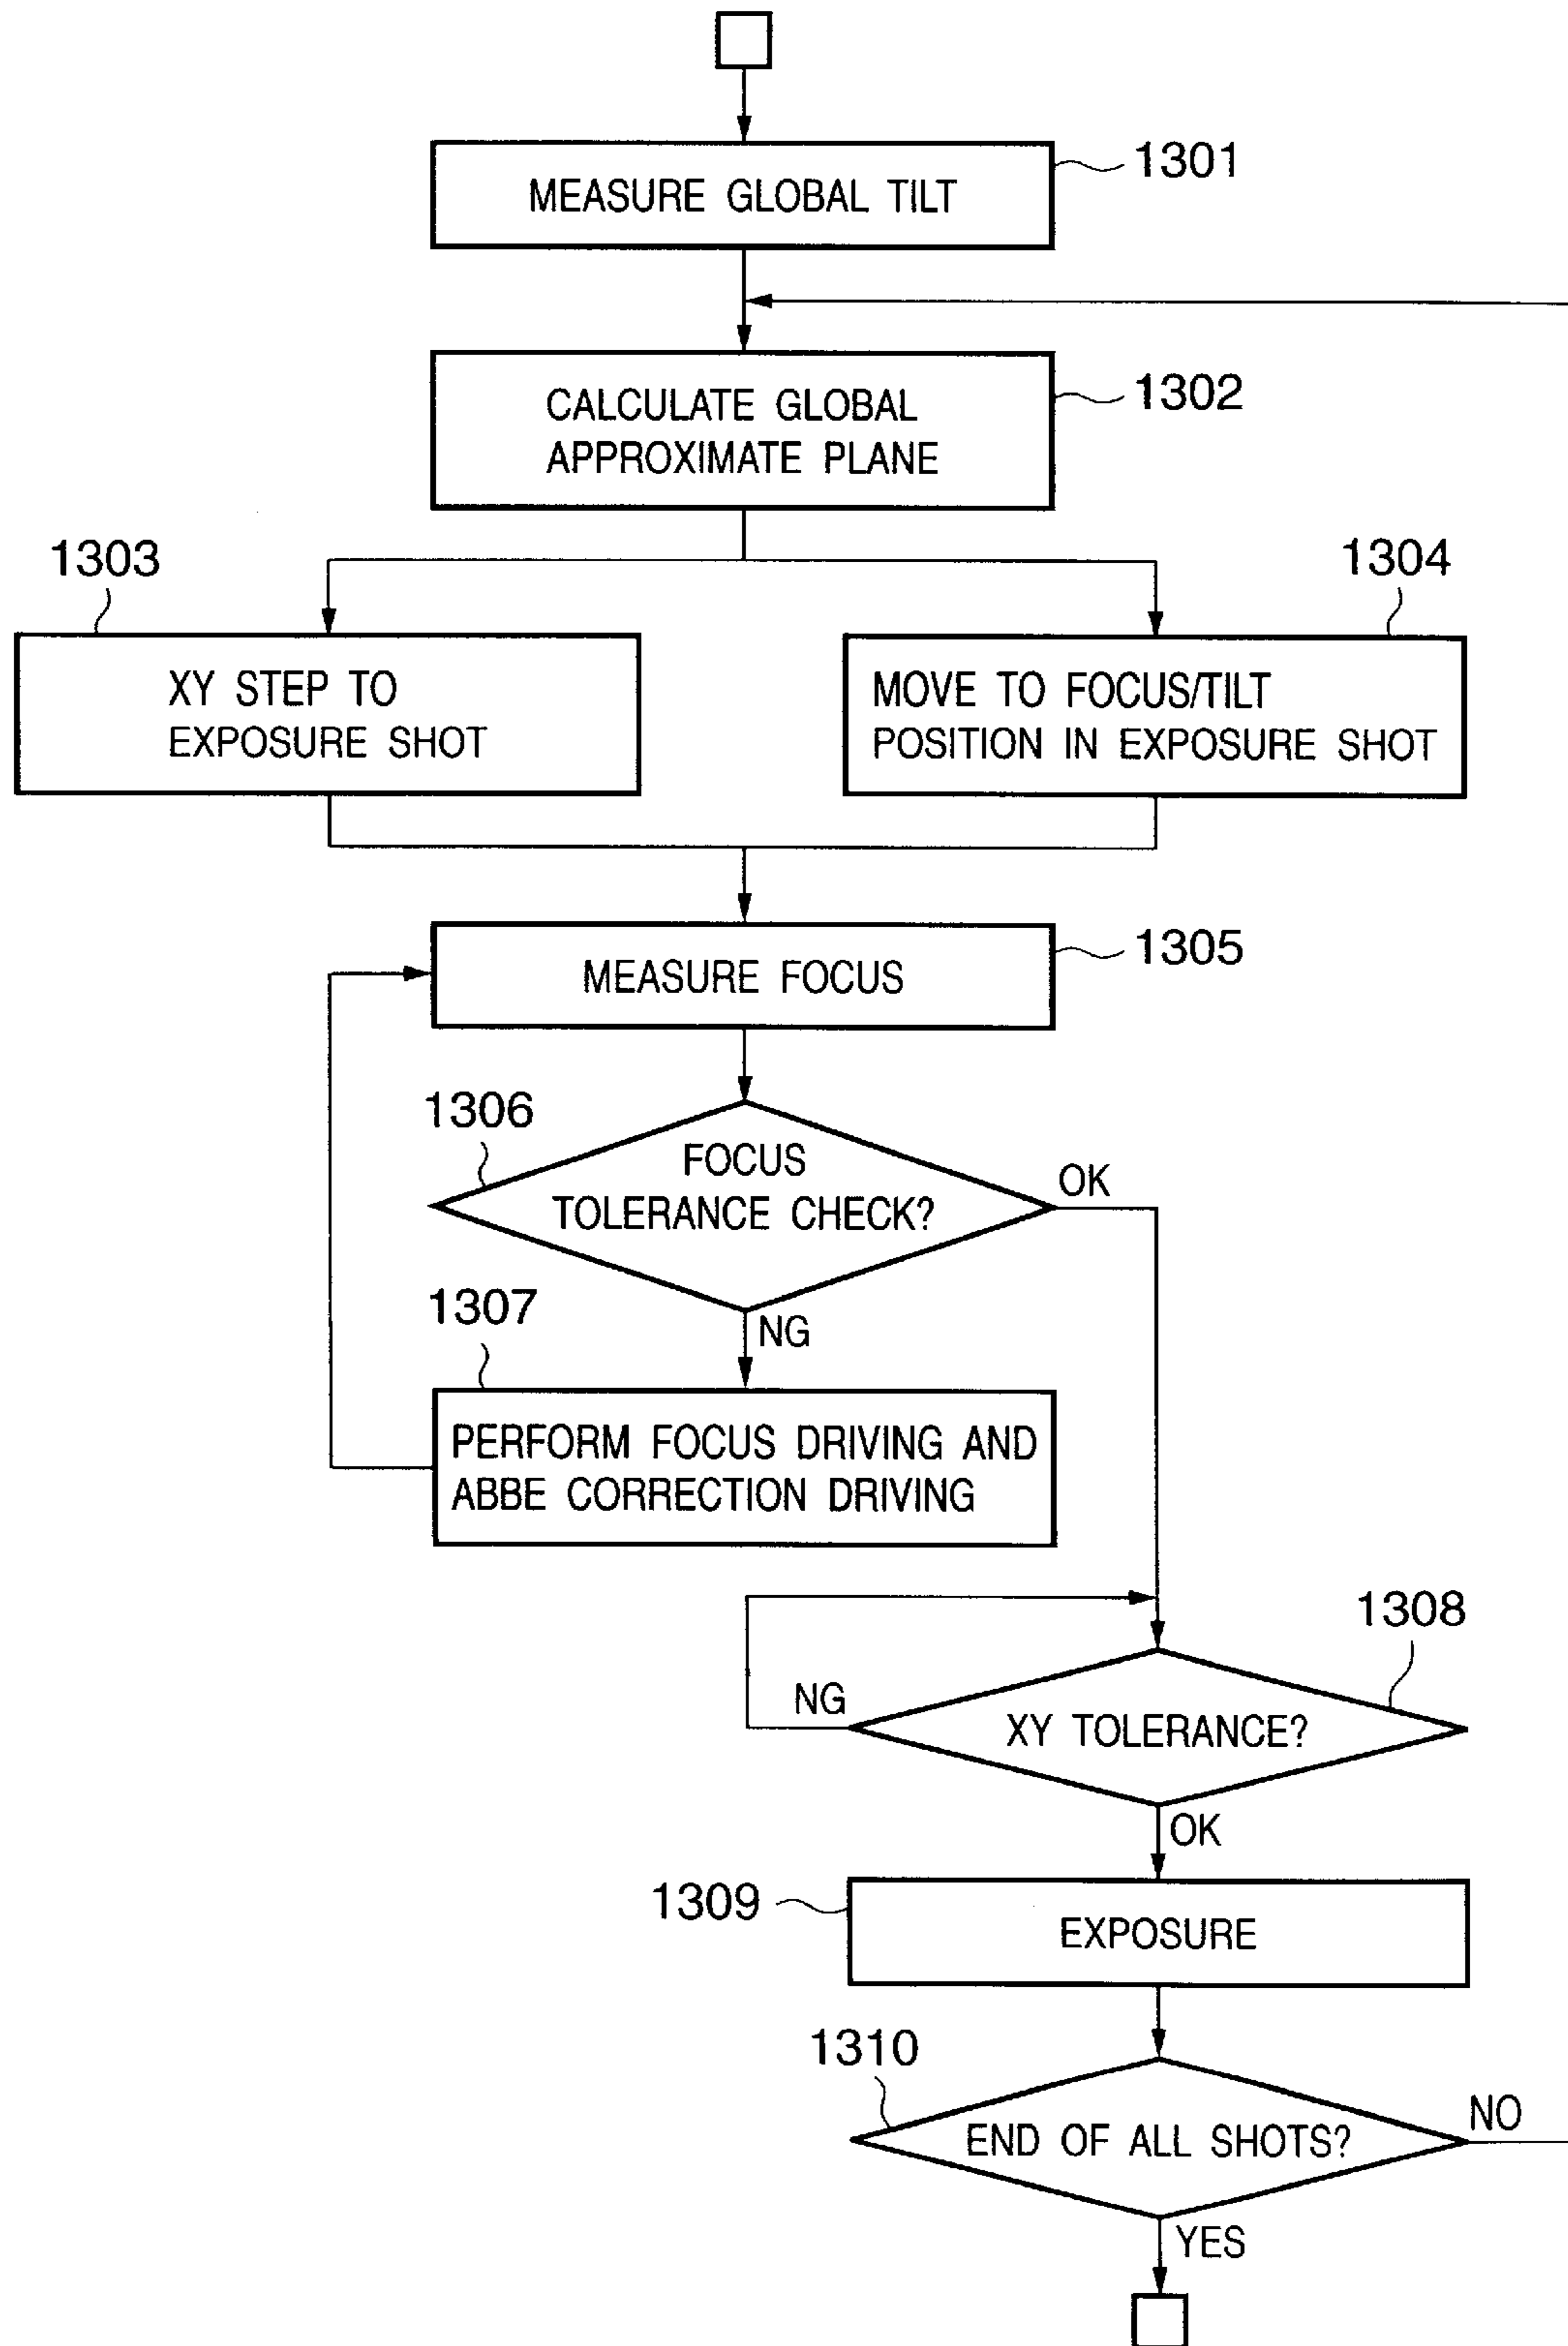 1301
MEASURE GLOBAL TILT
1302
CALCULATE GLOBAL
APPROXIMATE PLANE
1303
1304
XY STEP TO
EXPOSURE SHOT
MOVE TO FOCUS/TILT
POSITION IN EXPOSURE SHOT
1305
MEASURE FOCUS
1306
FOCUS
TOLERANCE CHECK?
OK
1307
NG
PERFORM FOCUS DRIVING AND
ABBE CORRECTION DRIVING
1308
NG
XY TOLERANCE?
OK
1309
EXPOSURE
1310
END OF ALL SHOTS?
NO
YES